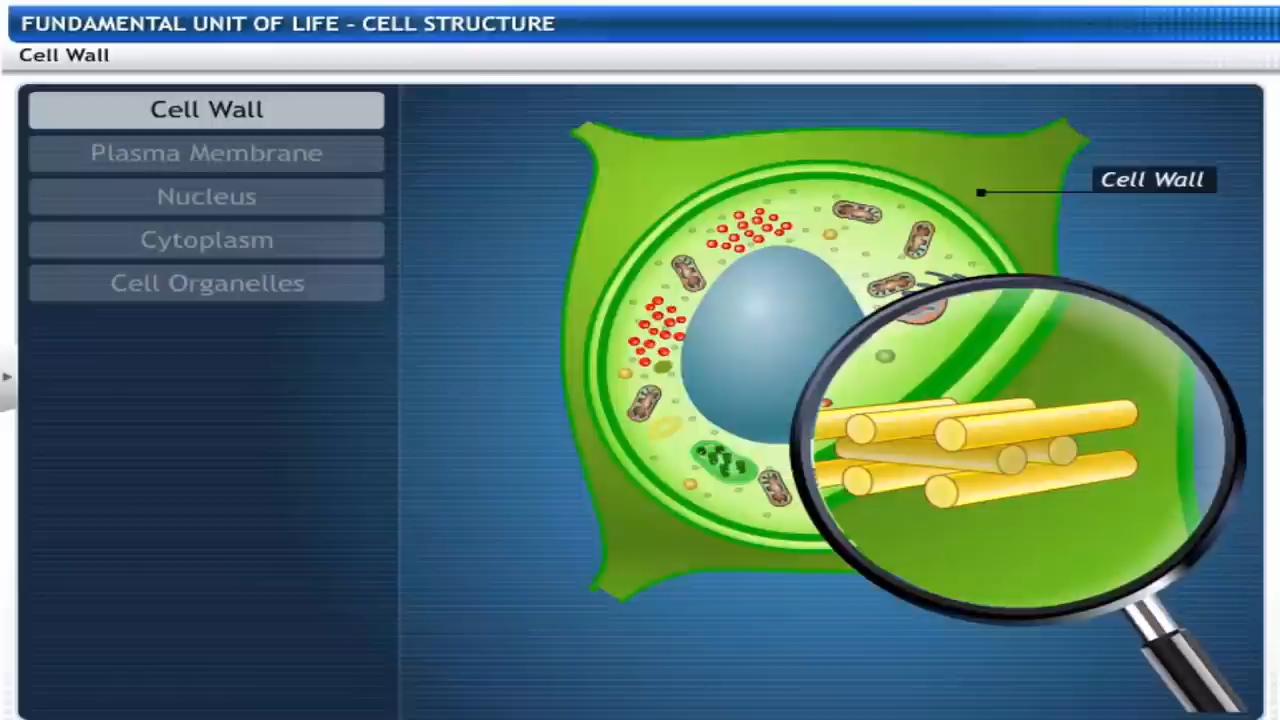 FUNDAMENTAL UNIT OF LIFE - CELL STRUCTURE
Cell Wall
Cell Wall
Plasma Membrane
Nucleus
Cytoplasm
Cell Organelles
Cell Wall